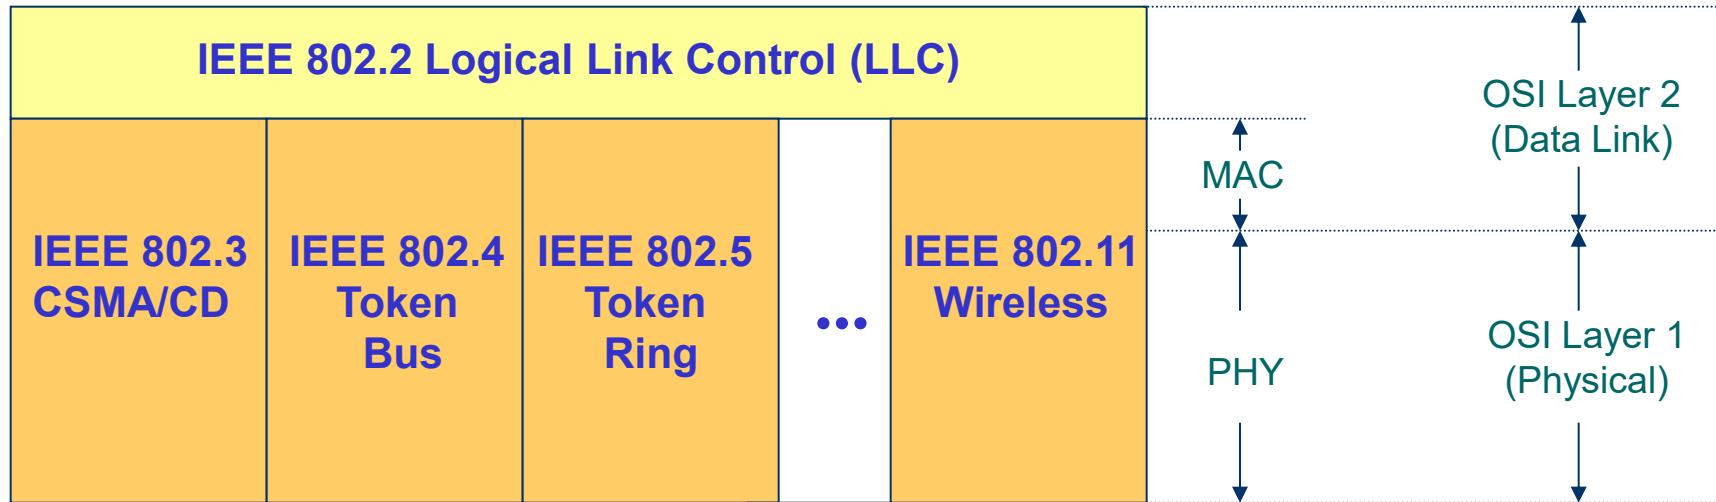 IEEE 802.2 Logical Link Control (LLC)
IEEE 802.3
CSMA/CD
IEEE 802.4
Token
Bus
IEEE 802.5
Token
Ring
...
IEEE 802.11
Wireless
MAC
PHY
OSI Layer 2
(Data Link)
OSI Layer 1
(Physical)